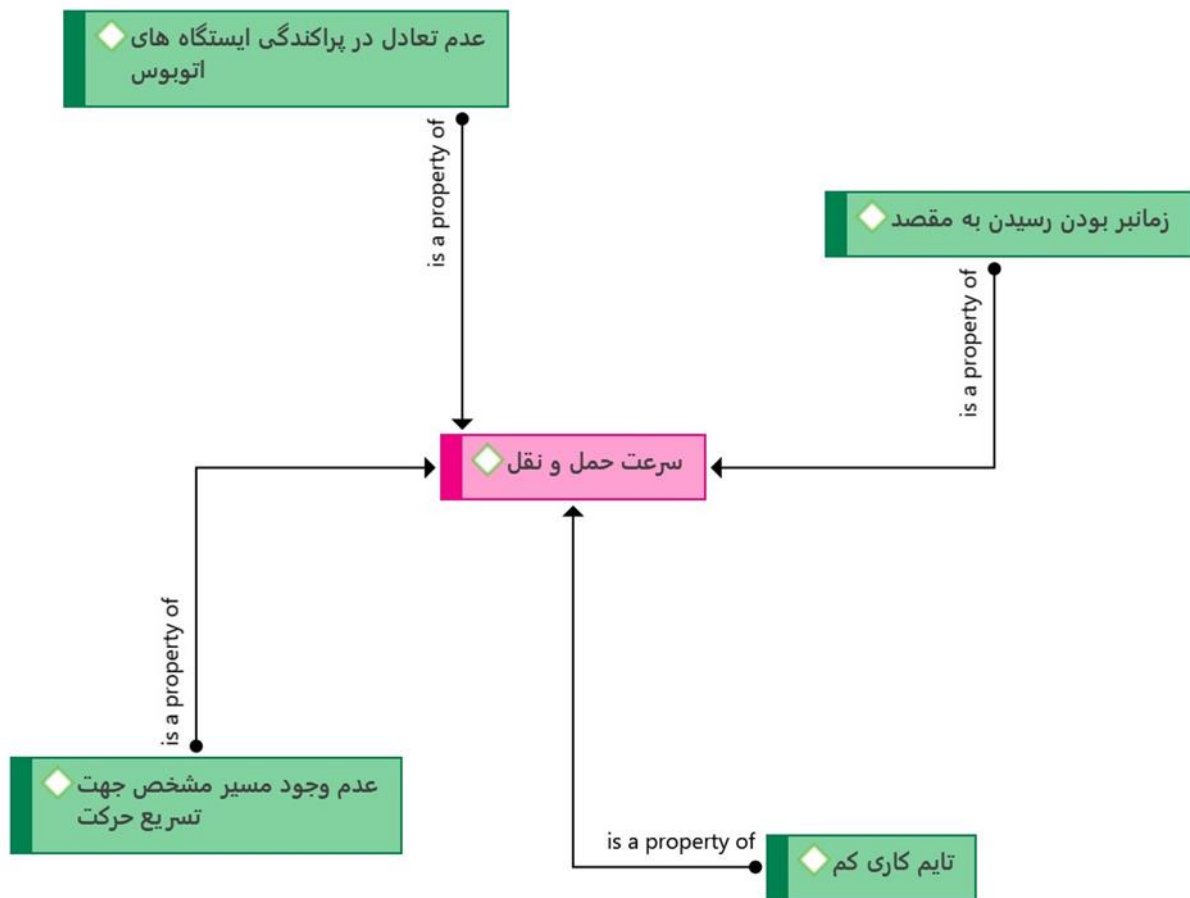 عدم تعادل در پراکندگی ایستگاه های
اتوبوس
is a property of
زمانبر بودن رسیدن به مقصد
is a property of
سرعت حمل و نقل
is a property of
عدم وجود مسیر مشخص جهت
تسریع حرکت
is a property of
تایم کاری کم